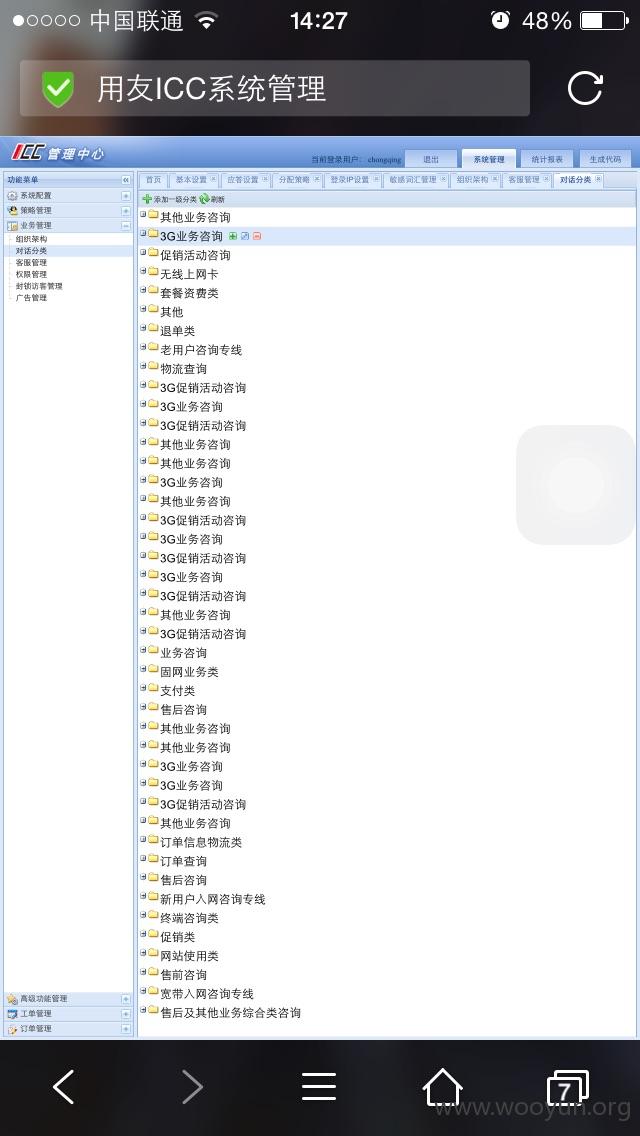 中国联通 14:27 48%
用友ICC系统管理
ICC 管理中心
当前登录用户: chongqing 退出 系统管理 统计报表 生成代码
功能菜单
首页 基本设置 应答设置 分配策略 登录IP设置 敏感词汇管理 组织架构 客服管理 对话分类
系统配置
策略管理
业务管理
组织架构
对话分类
客服管理
权限管理
封锁访客管理
广告管理
添加一级分类 刷新
其他业务咨询
3G业务咨询
促销活动咨询
无线上网卡
套餐资费类
其他
退单类
老用户咨询专线
物流查询
3G促销活动咨询
3G业务咨询
3G促销活动咨询
其他业务咨询
其他业务咨询
3G业务咨询
其他业务咨询
3G促销活动咨询
3G业务咨询
3G促销活动咨询
3G业务咨询
3G促销活动咨询
其他业务咨询
3G促销活动咨询
业务咨询
固网业务类
支付类
售后咨询
其他业务咨询
其他业务咨询
3G业务咨询
3G业务咨询
3G促销活动咨询
其他业务咨询
订单信息物流类
订单查询
售后咨询
新用户入网咨询专线
终端咨询类
促销类
网站使用类
售前咨询
宽带入网咨询专线
售后及其他业务综合类咨询
高级功能管理
工单管理
订单管理
7
www.wooyun.org